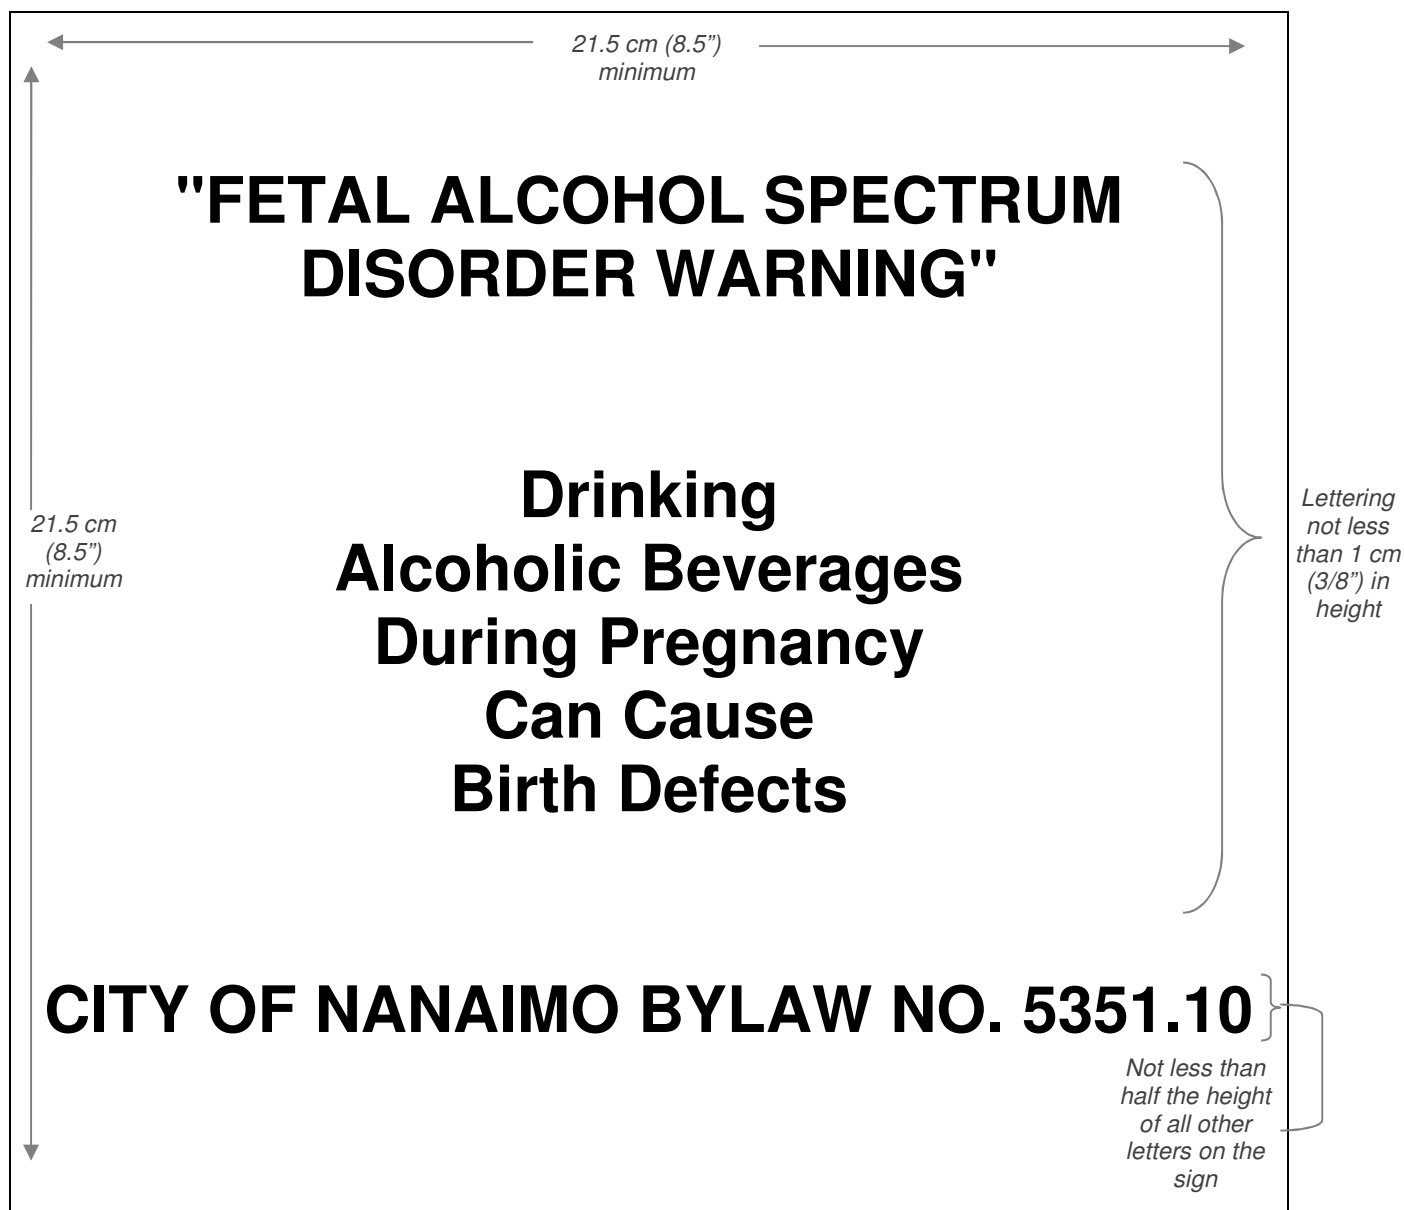 21.5 cm (8.5”)
minimum
"FETAL ALCOHOL SPECTRUM
DISORDER WARNING"
Drinking
Alcoholic Beverages
During Pregnancy
Can Cause
Birth Defects
21.5 cm
(8.5”)
minimum
Lettering
not less
than 1 cm
(3/8”) in
height
CITY OF NANAIMO BYLAW NO. 5351.10
Not less than
half the height
of all other
letters on the
sign